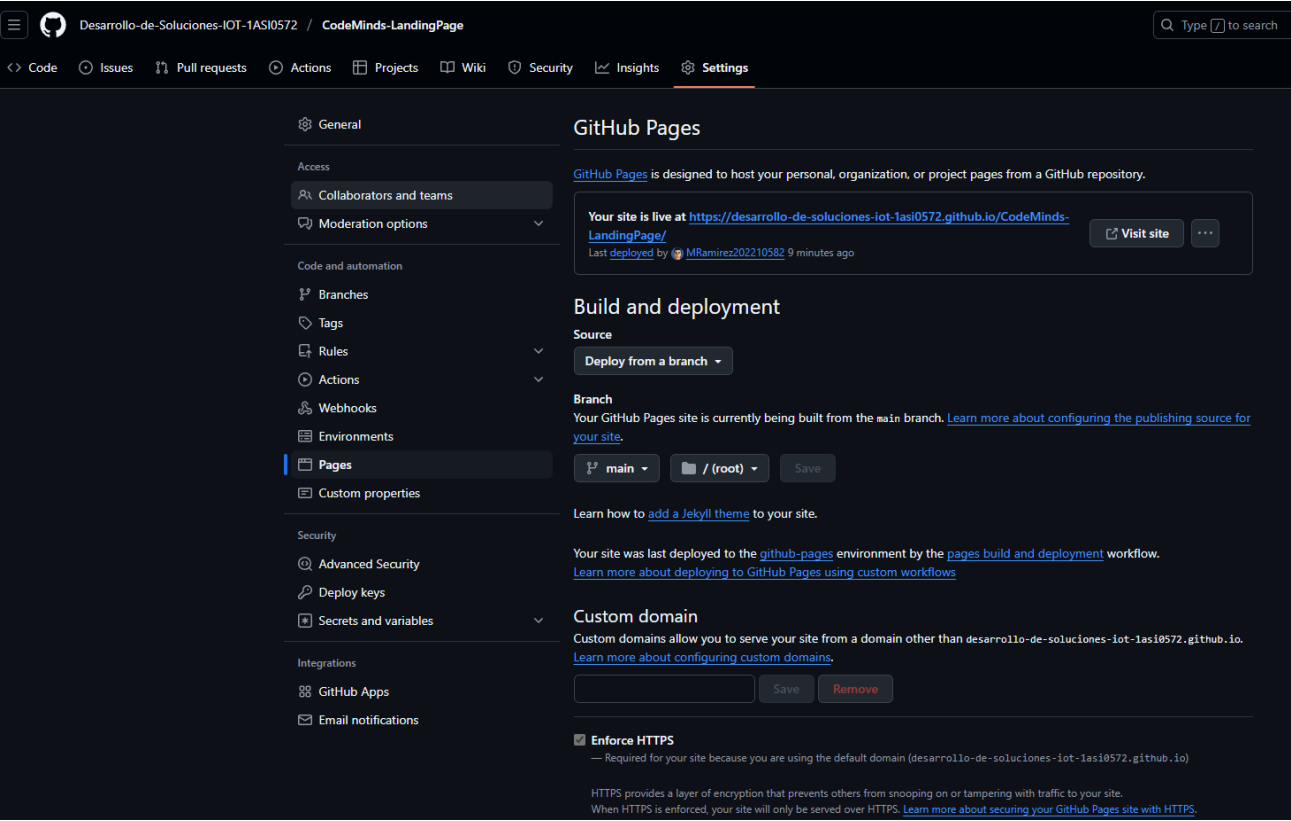 Desarrollo-de-Soluciones-IOT-1ASI0572 / CodeMinds-LandingPage
Type / to search
Code Issues Pull requests Actions Projects Wiki Security Insights Settings
General
Access
Collaborators and teams
Moderation options
Code and automation
Branches
Tags
Rules
Actions
Webhooks
Environments
Pages
Custom properties
Security
Advanced Security
Deploy keys
Secrets and variables
Integrations
GitHub Apps
Email notifications
GitHub Pages
GitHub Pages is designed to host your personal, organization, or project pages from a GitHub repository.
Your site is live at https://desarrollo-de-soluciones-iot-1asi0572.github.io/CodeMinds-
LandingPage/
Last deployed by MRamirez202210582 9 minutes ago
Visit site
Build and deployment
Source
Deploy from a branch
Branch
Your GitHub Pages site is currently being built from the main branch. Learn more about configuring the publishing source for
your site.
main / (root) Save
Learn how to add a Jekyll theme to your site.
Your site was last deployed to the github-pages environment by the pages build and deployment workflow.
Learn more about deploying to GitHub Pages using custom workflows
Custom domain
Custom domains allow you to serve your site from a domain other than desarrollo-de-soluciones-iot-1asi0572.github.io.
Learn more about configuring custom domains.
Save Remove
Enforce HTTPS
— Required for your site because you are using the default domain (desarrollo-de-soluciones-iot-1asi0572.github.io)
HTTPS provides a layer of encryption that prevents others from snooping on or tampering with traffic to your site.
When HTTPS is enforced, your site will only be served over HTTPS. Learn more about securing your GitHub Pages site with HTTPS.